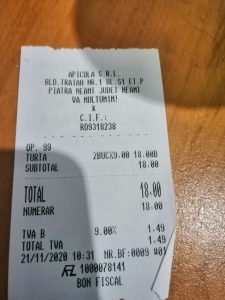 APICOLA S.R.L.
BLD.TRAIAN NR.1 BL.S1 ET.P
PIATRA NEAMT JUDET NEAMT
VA MULTUMIM!
X
C.I.F.:
RO9318238
OP. 99
TURTA 2BUCX9.00 18.00B
SUBTOTAL 18.00
TOTAL 18.00
NUMERAR 18.00
TVA B 9.00% 1.49
TOTAL TVA 1.49
21/11/2020 10:31 NR.BF:0009 #01
1000078141
BON FISCAL